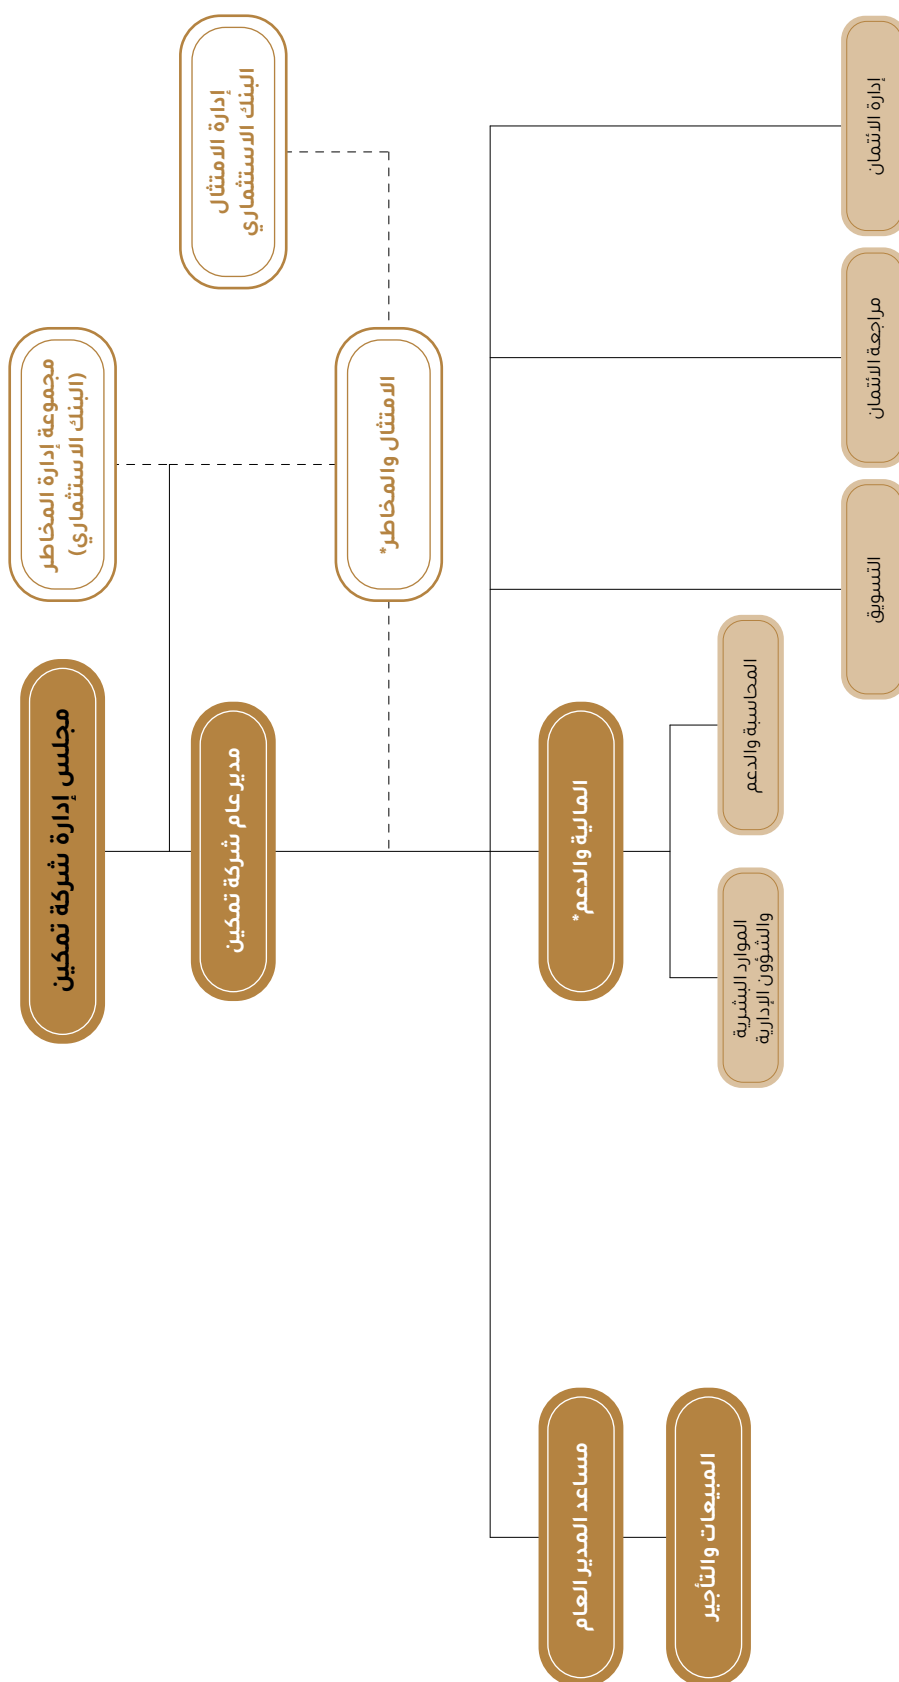 مجلس إدارة شركة تمكين
مجموعة إدارة المخاطر
(البنك الاستثماري)
مدير عام شركة تمكين
إدارة الامتثال
البنك الاستثماري
الامتثال والمخاطر*
مساعد المدير العام
المبيعات والتأجير
المالية والدعم*
الموارد البشرية
والشؤون الإدارية
المحاسبة والدعم
التسويق
مراجعة الائتمان
إدارة الائتمان